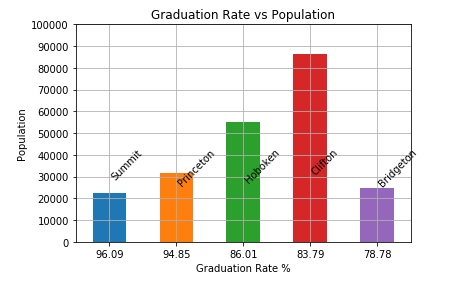 Graduation Rate vs Population
100000
90000
80000
70000
60000
50000
40000
30000
20000
10000
0
Population
Summit
Princeton
Hoboken
Clifton
Bridgeton
96.09 94.85 86.01 83.79 78.78
Graduation Rate %